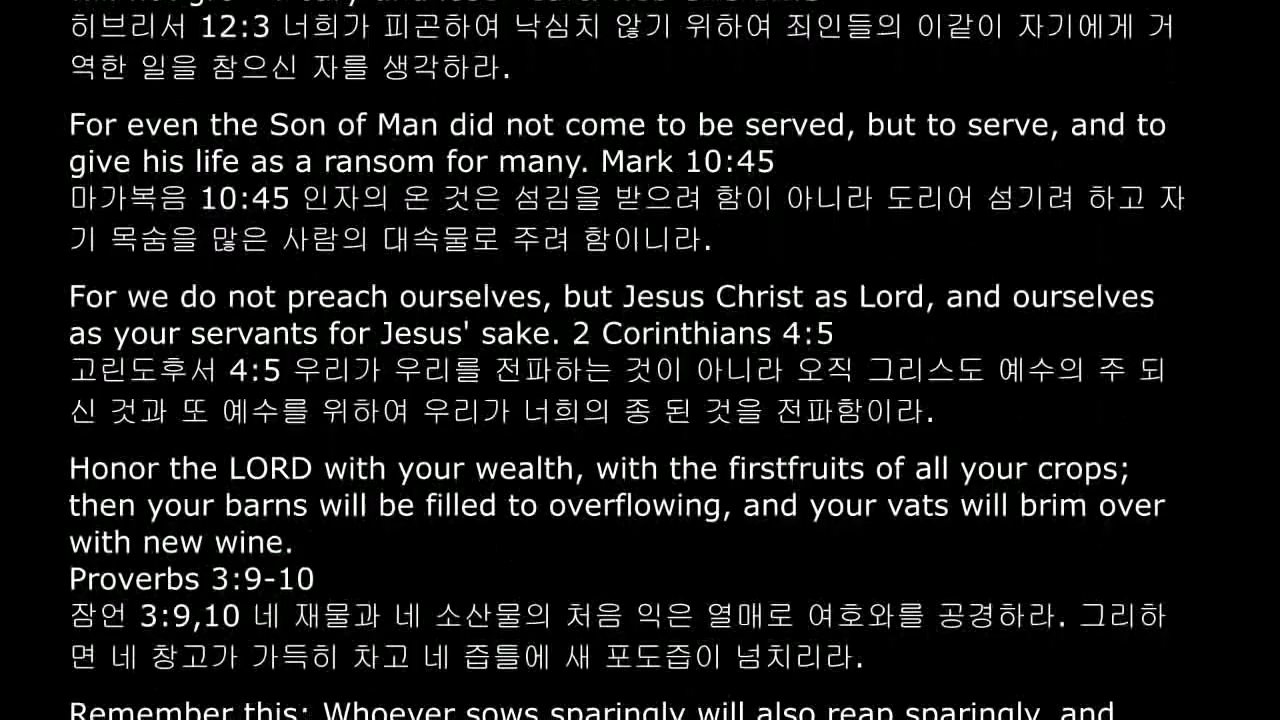 히브리서 12:3 너희가 피곤하여 낙심치 않기 위하여 죄인들의 이같이 자기에게 거
역한 일을 참으신 자를 생각하라.
For even the Son of Man did not come to be served, but to serve, and to
give his life as a ransom for many. Mark 10:45
마가복음 10:45 인자의 온 것은 섬김을 받으려 함이 아니라 도리어 섬기려 하고 자
기 목숨을 많은 사람의 대속물로 주려 함이니라.
For we do not preach ourselves, but Jesus Christ as Lord, and ourselves
as your servants for Jesus' sake. 2 Corinthians 4:5
고린도후서 4:5 우리가 우리를 전파하는 것이 아니라 오직 그리스도 예수의 주 되
신 것과 또 예수를 위하여 우리가 너희의 종 된 것을 전파함이라.
Honor the LORD with your wealth, with the firstfruits of all your crops;
then your barns will be filled to overflowing, and your vats will brim over
with new wine.
Proverbs 3:9-10
잠언 3:9,10 네 재물과 네 소산물의 처음 익은 열매로 여호와를 공경하라. 그리하
면 네 창고가 가득히 차고 네 즙틀에 새 포도즙이 넘치리라.
Remember this: Whoever sows sparingly will also reap sparingly, and